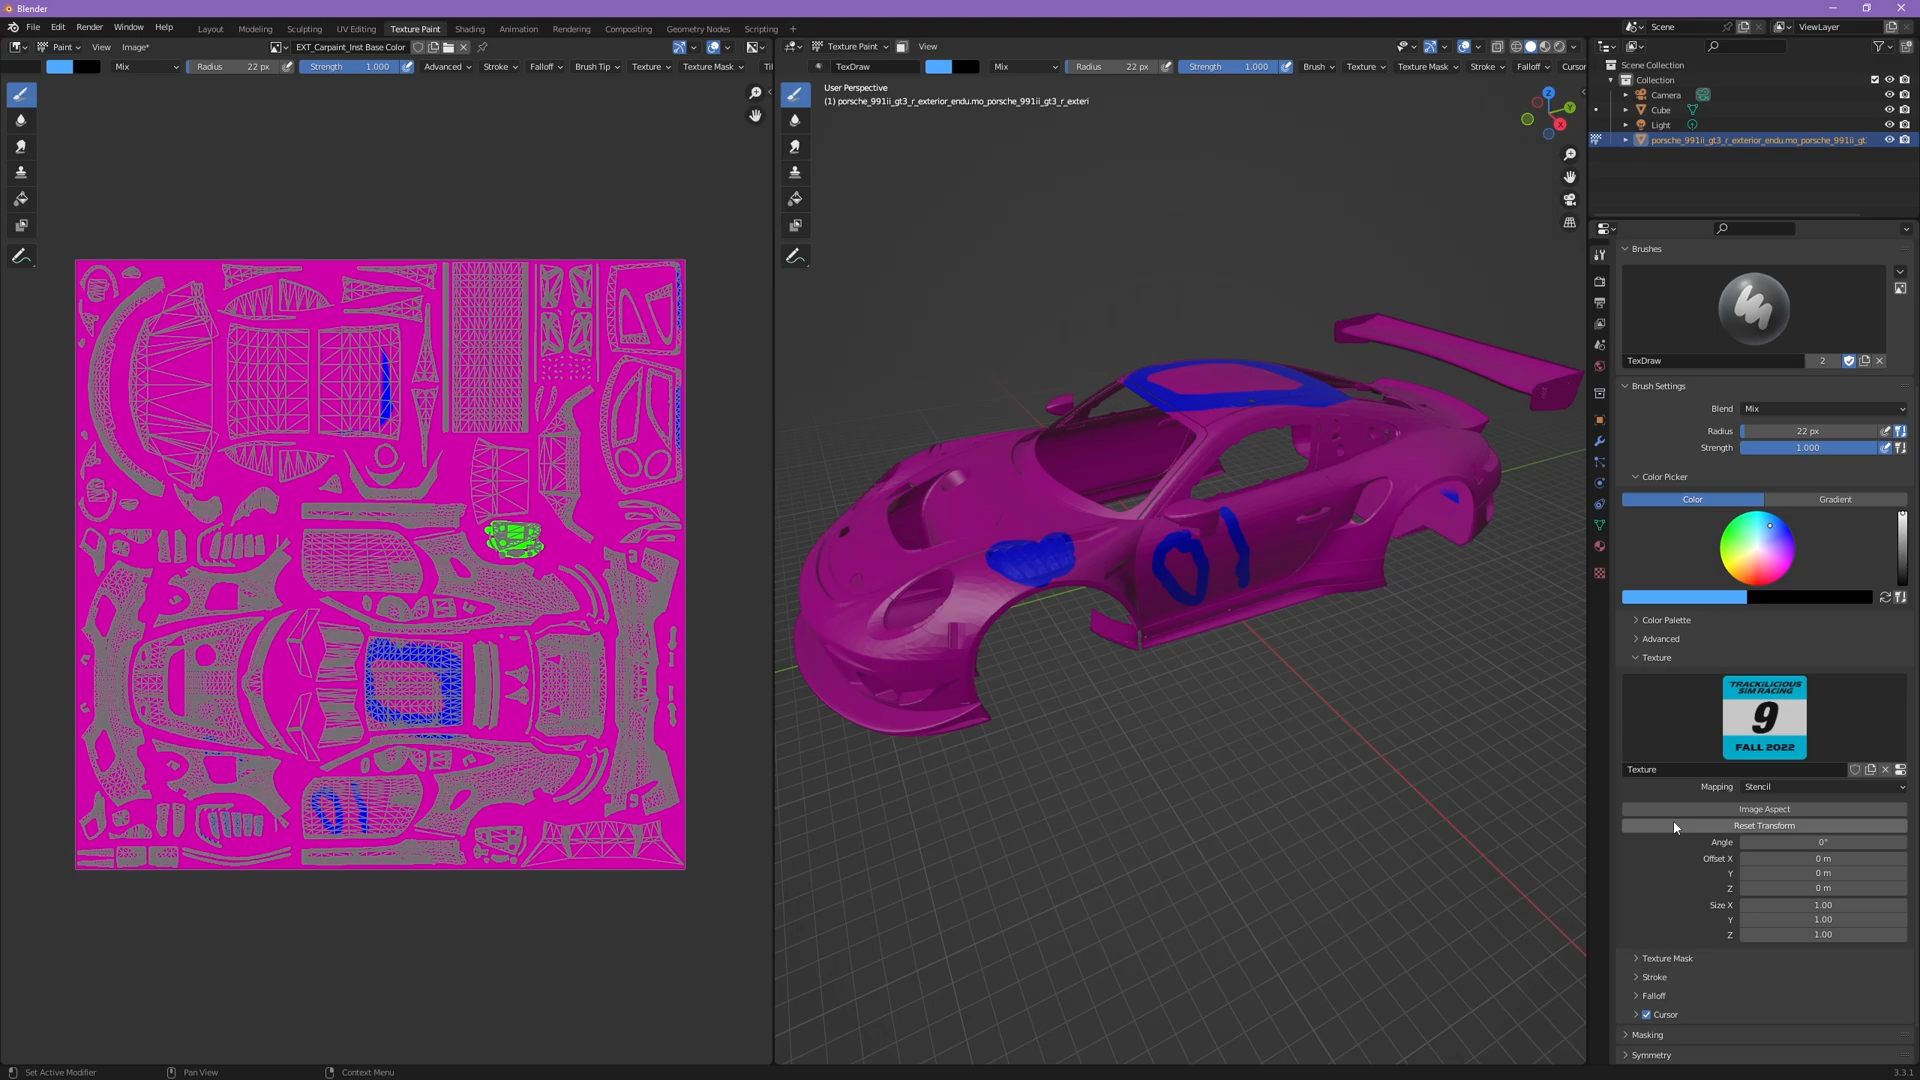 Blender
File Edit Render Window Help Layout Modeling Sculpting UV Editing Texture Paint Shading Animation Rendering Compositing Geometry Nodes Scripting +
Scene ViewLayer
Paint View Image* EXT_Carpaint_Inst Base Color
Texture Paint View
Mix Radius 22 px Strength 1.000 Advanced Stroke Falloff Brush Tip Texture Texture Mask Til
TexDraw Mix Radius 22 px Strength 1.000 Brush Texture Texture Mask Stroke Falloff Cursor
User Perspective
(1) porsche_991ii_gt3_r_exterior_endu.mo_porsche_991ii_gt3_r_exteri
Z
Y
X
01
01
Scene Collection
Collection
Camera
Cube
Light
porsche_991ii_gt3_r_exterior_endu.mo_porsche_991ii_gt
Brushes
TexDraw 2
Brush Settings
Blend Mix
Radius 22 px
Strength 1.000
Color Picker
Color Gradient
Color Palette
Advanced
Texture
TRACKILICIOUS
SIM RACING
9
FALL 2022
Texture
Mapping Stencil
Image Aspect
Reset Transform
Angle 0°
Offset X 0 m
Y 0 m
Z 0 m
Size X 1.00
Y 1.00
Z 1.00
Texture Mask
Stroke
Falloff
Cursor
Masking
Symmetry
Set Active Modifier Pan View Context Menu 3.3.1